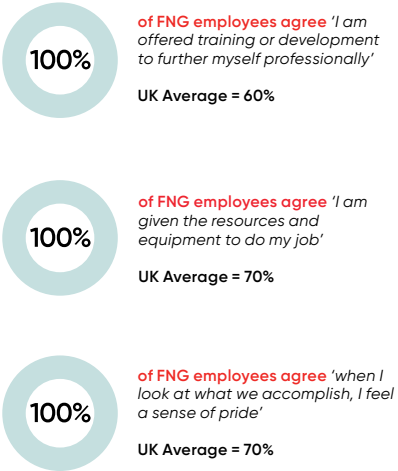 100%
of FNG employees agree ‘I am
offered training or development
to further myself professionally’
UK Average = 60%
100%
of FNG employees agree ‘I am
given the resources and
equipment to do my job’
UK Average = 70%
100%
of FNG employees agree ‘when I
look at what we accomplish, I feel
a sense of pride’
UK Average = 70%